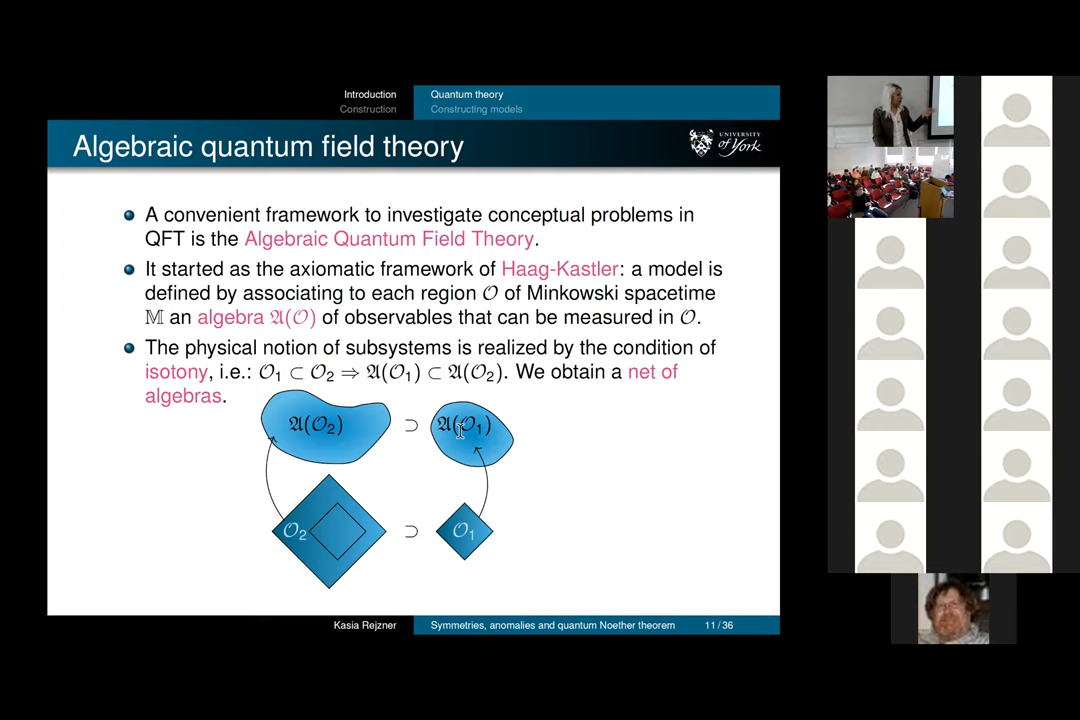 Introduction
Construction
Quantum theory
Constructing models
Algebraic quantum field theory
UNIVERSITY
of York
A convenient framework to investigate conceptual problems in
QFT is the Algebraic Quantum Field Theory.
It started as the axiomatic framework of Haag-Kastler: a model is
defined by associating to each region 𝒪 of Minkowski spacetime
𝕄 an algebra 𝔄(𝒪) of observables that can be measured in 𝒪.
The physical notion of subsystems is realized by the condition of
isotony, i.e.: 𝒪₁ ⊂ 𝒪₂ ⇒ 𝔄(𝒪₁) ⊂ 𝔄(𝒪₂). We obtain a net of
algebras.
𝔄(𝒪₂) ⊃ 𝔄(𝒪₁)
𝒪₂ ⊃ 𝒪₁
Kasia Rejzner
Symmetries, anomalies and quantum Noether theorem
11 / 36